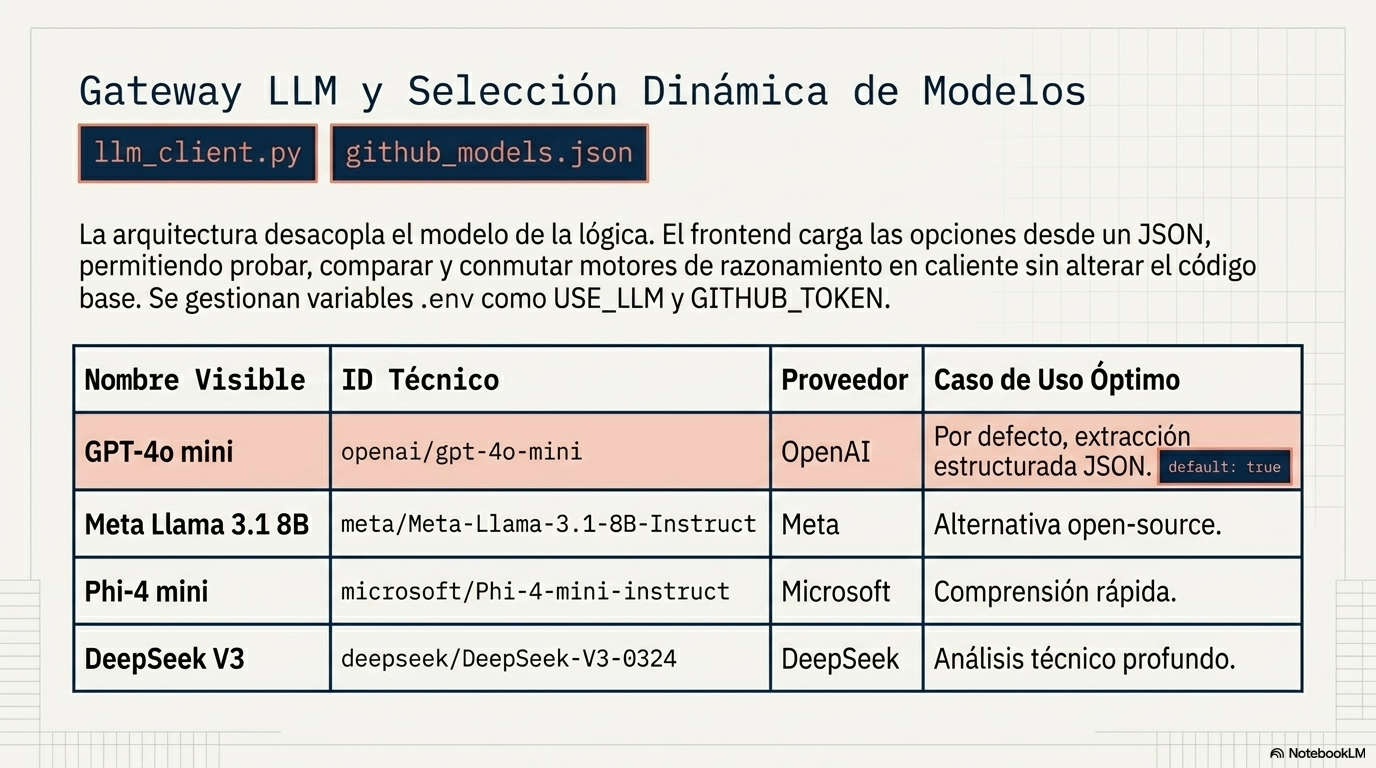 Gateway LLM y Selección Dinámica de Modelos
llm_client.py github_models.json
La arquitectura desacopla el modelo de la lógica. El frontend carga las opciones desde un JSON,
permitiendo probar, comparar y conmutar motores de razonamiento en caliente sin alterar el código
base. Se gestionan variables .env como USE_LLM y GITHUB_TOKEN.
Nombre Visible ID Técnico Proveedor Caso de Uso Óptimo
GPT-4o mini openai/gpt-4o-mini OpenAI Por defecto, extracción
estructurada JSON. default: true
Meta Llama 3.1 8B meta/Meta-Llama-3.1-8B-Instruct Meta Alternativa open-source.
Phi-4 mini microsoft/Phi-4-mini-instruct Microsoft Comprensión rápida.
DeepSeek V3 deepseek/DeepSeek-V3-0324 DeepSeek Análisis técnico profundo.
NotebookLM